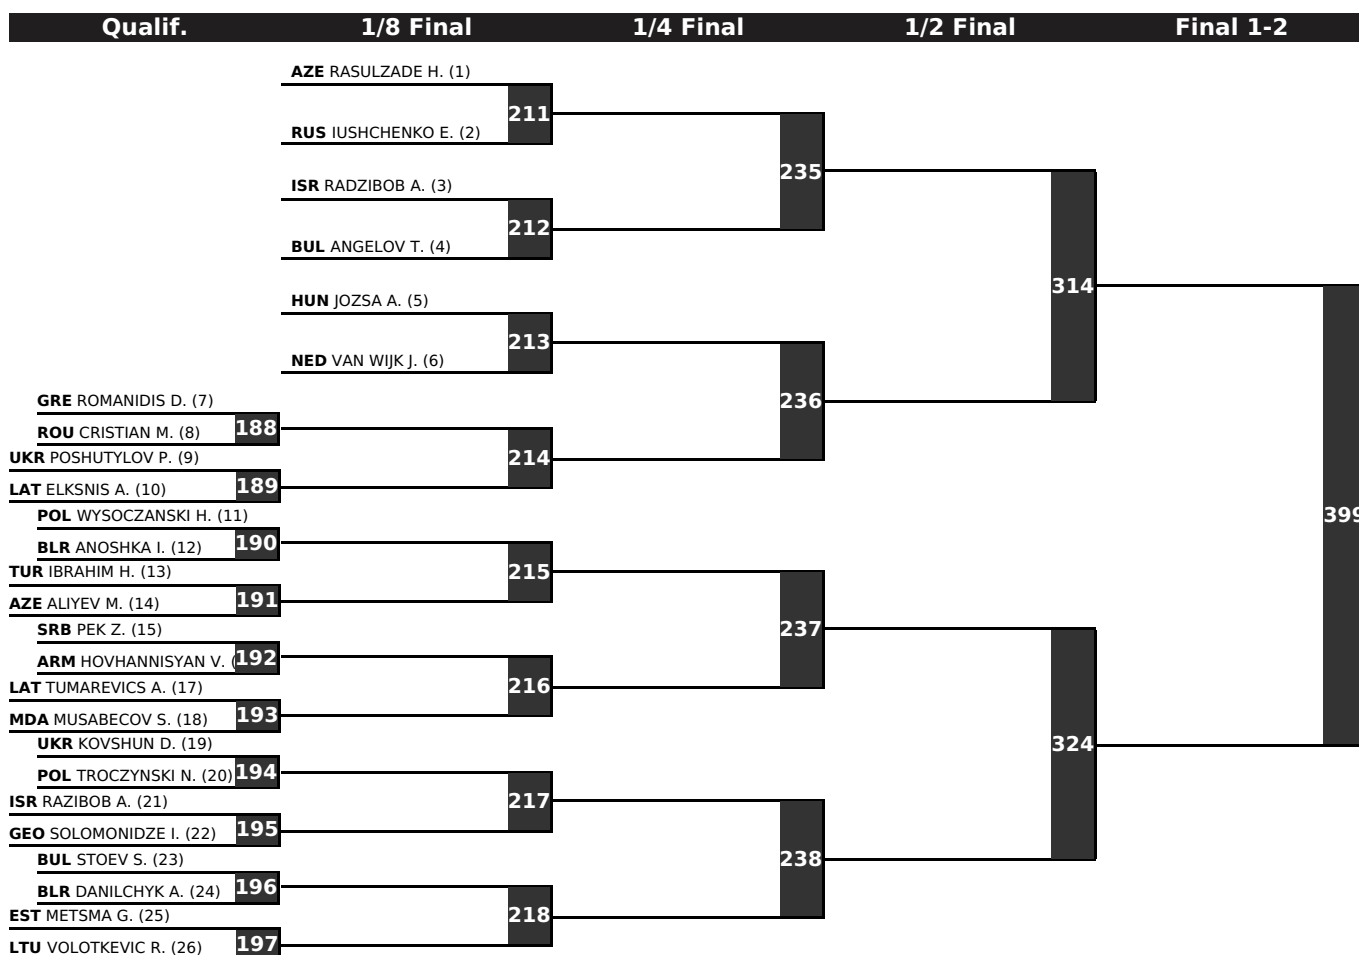 Qualif. 1/8 Final 1/4 Final 1/2 Final Final 1-2
AZE RASULZADE H. (1)
211
RUS IUSHCHENKO E. (2)
235
ISR RADZIBOB A. (3)
212
BUL ANGELOV T. (4)
314
HUN JOZSA A. (5)
213
NED VAN WIJK J. (6)
236
GRE ROMANIDIS D. (7)
188
ROU CRISTIAN M. (8)
UKR POSHUTYLOV P. (9)
214
189
LAT ELKSNIS A. (10)
399
POL WYSOCZANSKI H. (11)
190
BLR ANOSHKA I. (12)
TUR IBRAHIM H. (13)
215
191
AZE ALIYEV M. (14)
237
SRB PEK Z. (15)
192
ARM HOVHANNISYAN V. (
LAT TUMAREVICS A. (17)
216
193
MDA MUSABECOV S. (18)
324
UKR KOVSHUN D. (19)
194
POL TROCZYNSKI N. (20)
ISR RAZIBOB A. (21)
217
195
GEO SOLOMONIDZE I. (22)
238
BUL STOEV S. (23)
196
BLR DANILCHYK A. (24)
EST METSMA G. (25)
218
197
LTU VOLOTKEVIC R. (26)